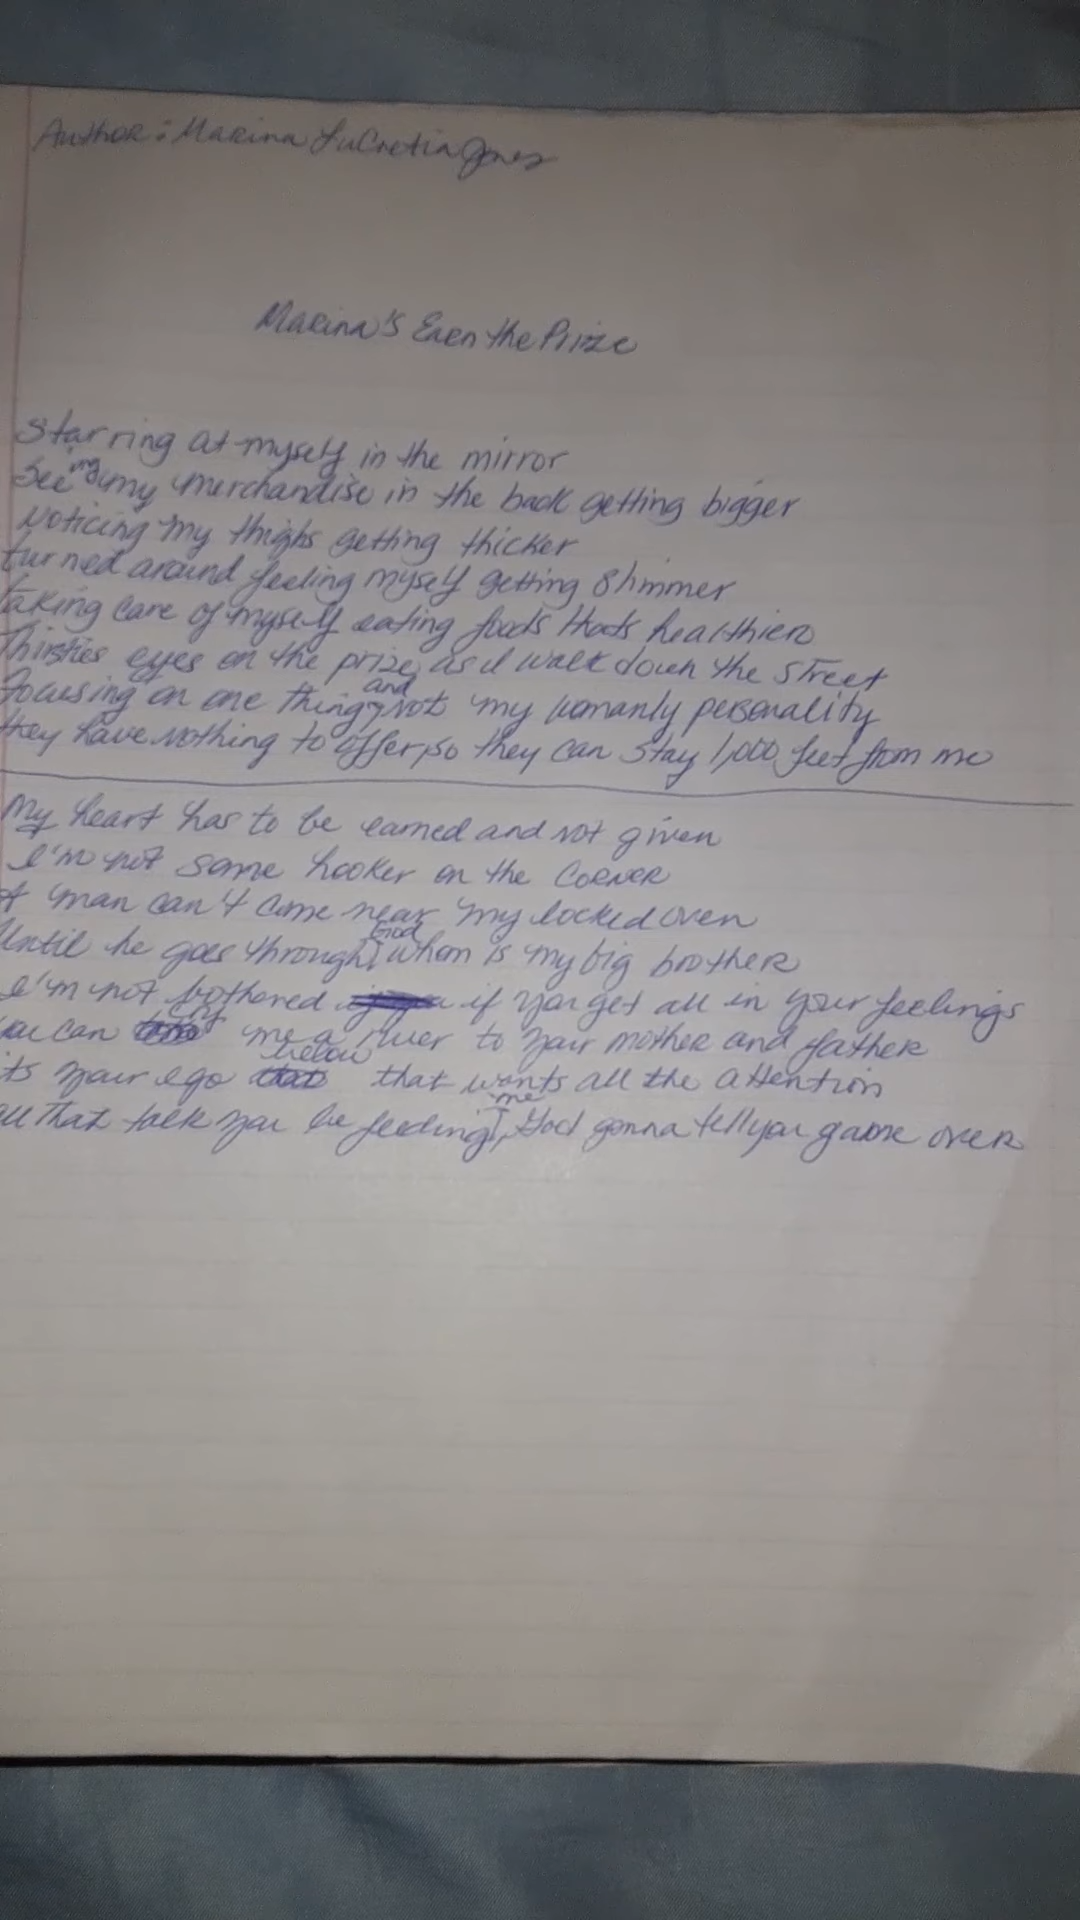 Author: Marina LuCretia Jones
Marina's Earn the Prize
Starring at myself in the mirror
Seeing my merchandise in the back getting bigger
Noticing my thighs getting thicker
turned around feeling myself getting shimmer
taking care of myself eating foods thats healthier
Thirsties eyes on the prize, as I walk down the street
focusing on one thing and not my womanly personality
they have nothing to offer, so they can stay 1,000 feet from me
My heart has to be earned and not given
I'm not some hooker on the corner
A man can't come near my locked oven
Until he goes through God whom is my big brother
I'm not bothered if you get all in your feelings
You can cry me a river to your mother and father
its your ego below that wants all the attention
all that talk you be feeding me, God gonna tell you game over